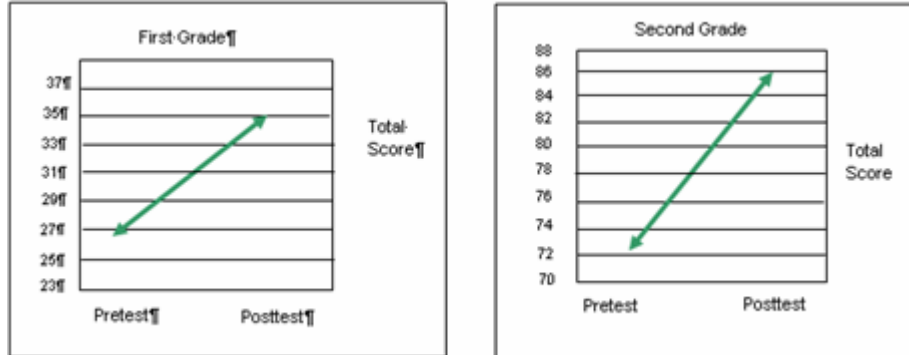 First·Grade¶
37¶
35¶
33¶
31¶
29¶
27¶
25¶
23¶
Total·
Score¶
Pretest¶
Posttest¶
Second Grade
88
86
84
82
80
78
76
74
72
70
Total
Score
Pretest
Posttest